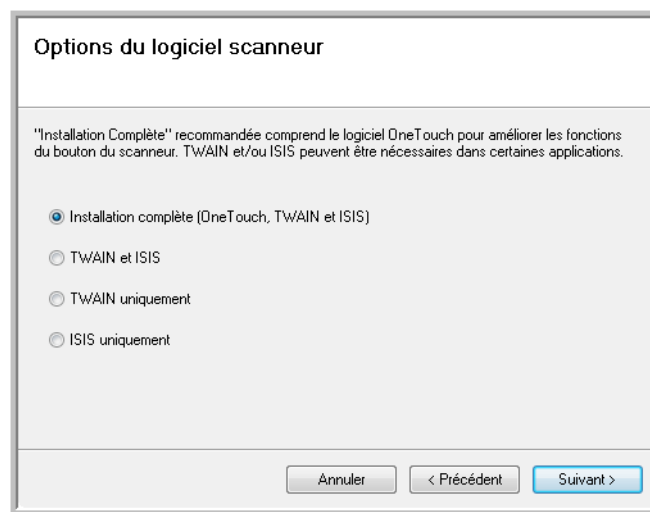 Options du logiciel scanneur
"Installation Complète" recommandée comprend le logiciel OneTouch pour améliorer les fonctions
du bouton du scanneur. TWAIN et/ou ISIS peuvent être nécessaires dans certaines applications.
Installation complète (OneTouch, TWAIN et ISIS)
TWAIN et ISIS
TWAIN uniquement
ISIS uniquement
Annuler < Précédent Suivant >